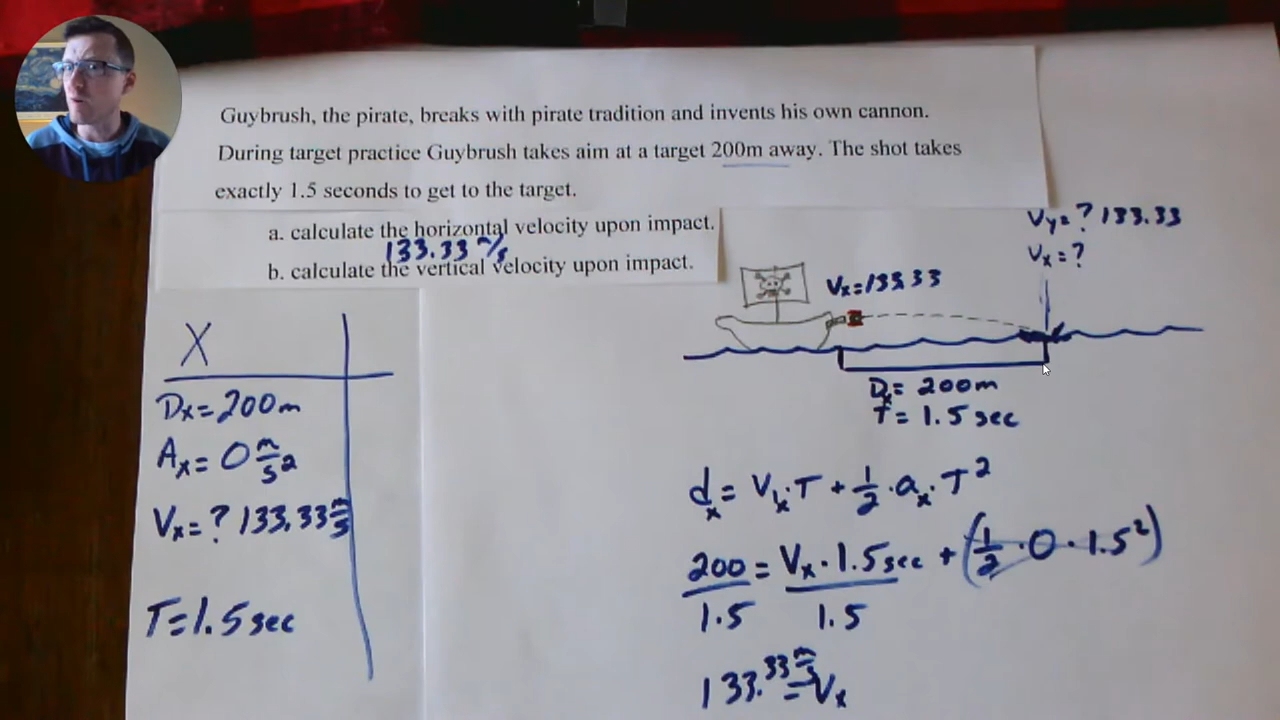 Guybrush, the pirate, breaks with pirate tradition and invents his own cannon.
During target practice Guybrush takes aim at a target 200m away. The shot takes
exactly 1.5 seconds to get to the target.
a. calculate the horizontal velocity upon impact.
133.33 m/s
b. calculate the vertical velocity upon impact.
Vy=? 133.33
Vx=?
Vx=133.33
Dx= 200m
T= 1.5 sec
X
Dx=200m
Ax= 0 m/s2
Vx=? 133.33 m/s
T=1.5 sec
dx= V1x·T + 1/2·ax·T2
200 = Vx·1.5sec + (1/2·0·1.5²)
1.5 1.5
133.33 m/s = Vx